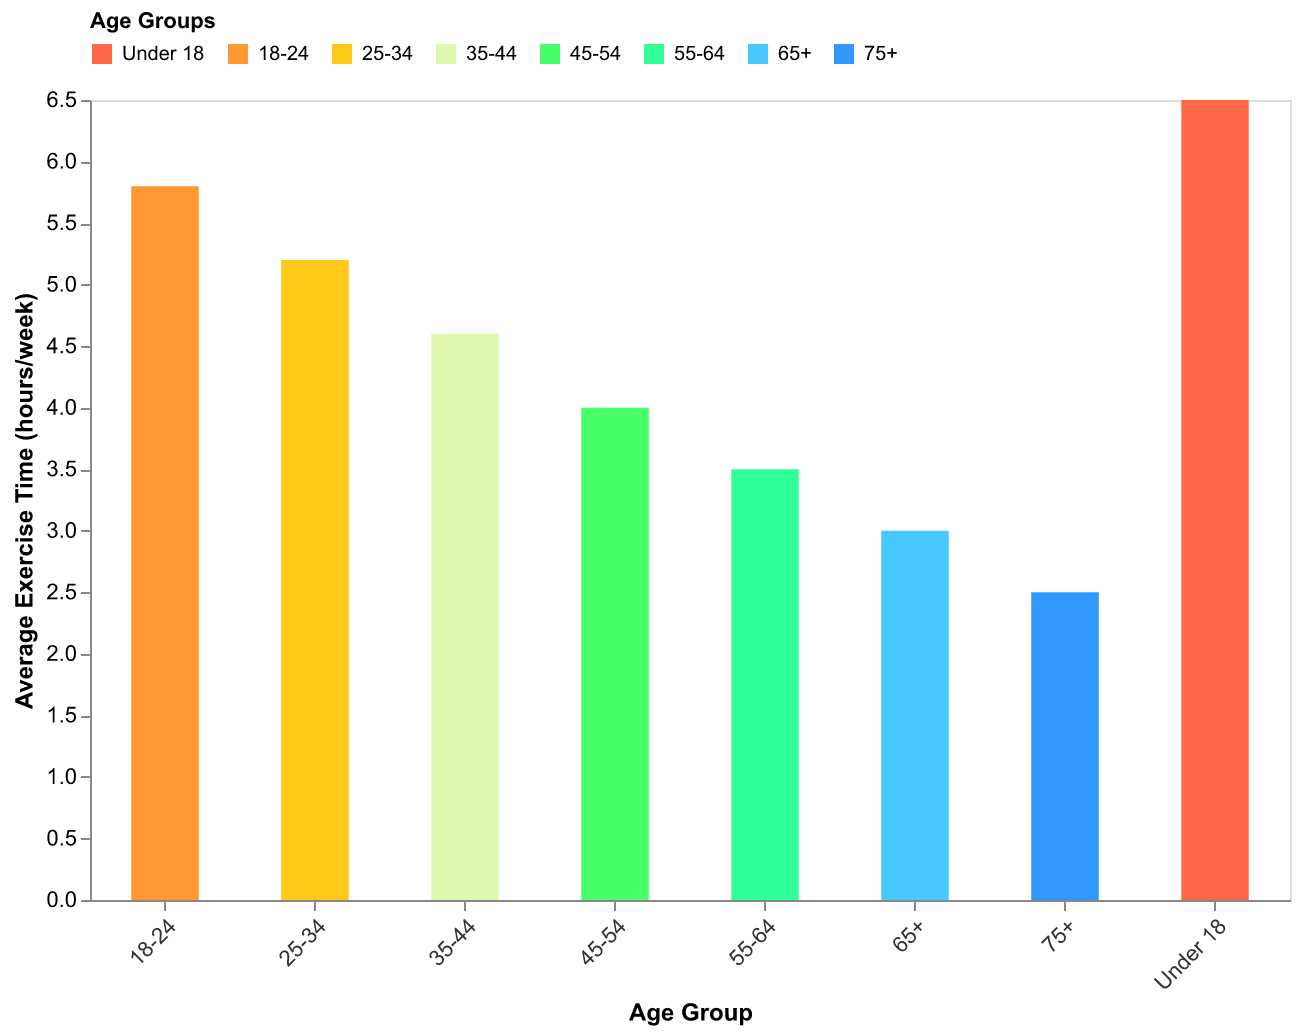 Age Groups
Under 18 18-24 25-34 35-44 45-54 55-64 65+ 75+
6.5
6.0
5.5
5.0
4.5
4.0
3.5
3.0
2.5
2.0
1.5
1.0
0.5
0.0
Average Exercise Time (hours/week)
18-24 25-34 35-44 45-54 55-64 65+ 75+ Under 18
Age Group